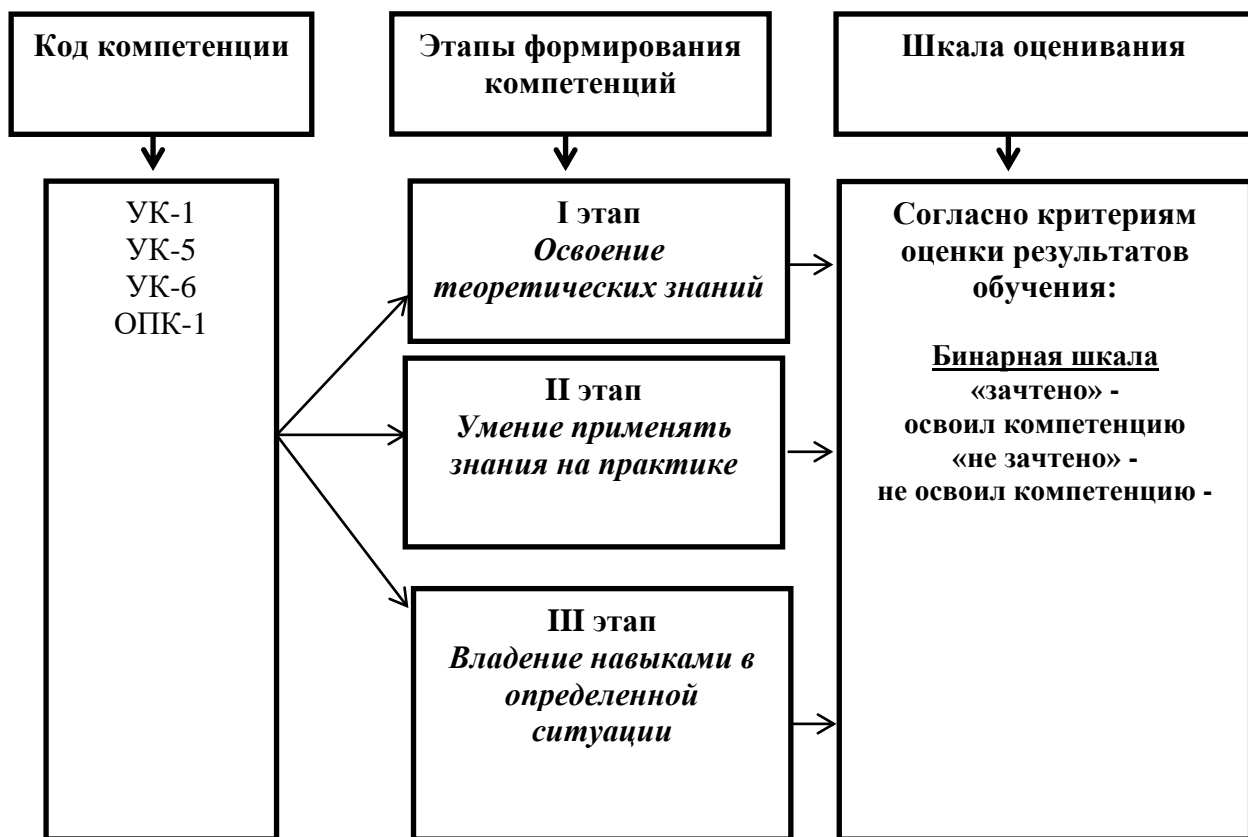 Код компетенции
Этапы формирования
компетенций
Шкала оценивания
УК-1
УК-5
УК-6
ОПК-1
I этап
Освоение
теоретических знаний
II этап
Умение применять
знания на практике
III этап
Владение навыками в
определенной
ситуации
Согласно критериям
оценки результатов
обучения:
Бинарная шкала
«зачтено» -
освоил компетенцию
«не зачтено» -
не освоил компетенцию -